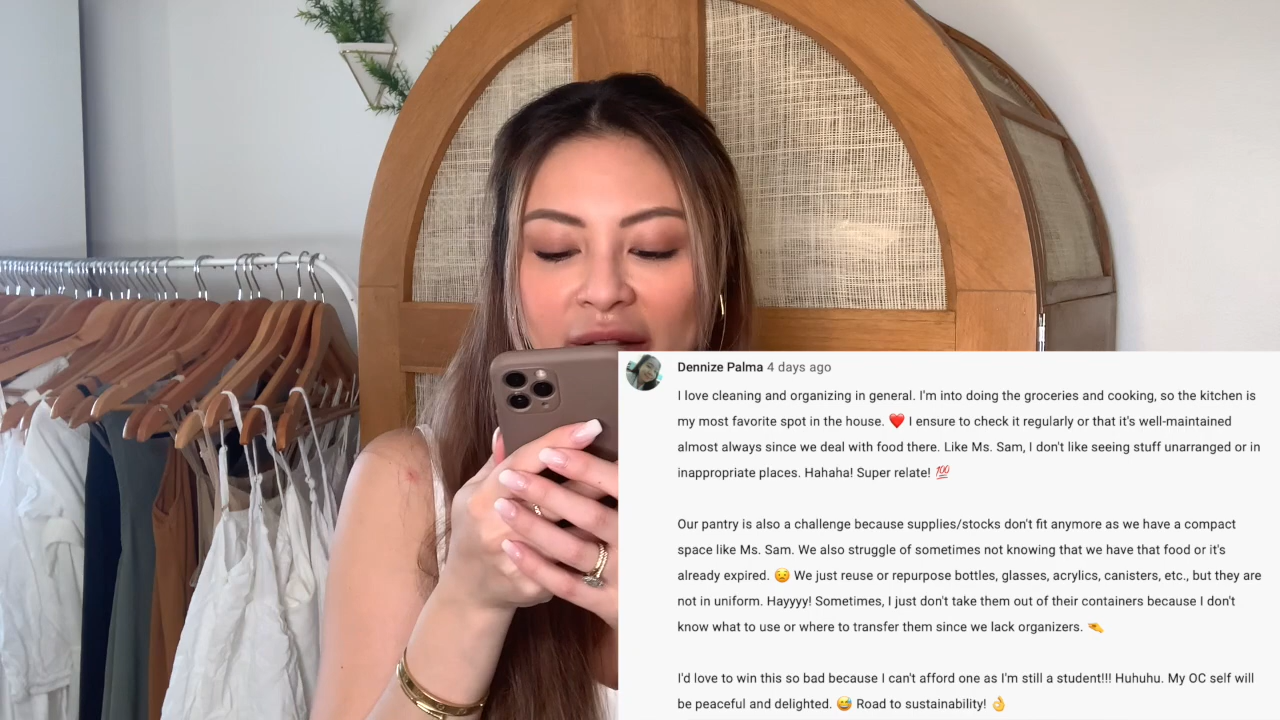 Dennize Palma 4 days ago
I love cleaning and organizing in general. I'm into doing the groceries and cooking, so the kitchen is
my most favorite spot in the house. ❤️ I ensure to check it regularly or that it's well-maintained
almost always since we deal with food there. Like Ms. Sam, I don't like seeing stuff unarranged or in
inappropriate places. Hahaha! Super relate! 💯
Our pantry is also a challenge because supplies/stocks don't fit anymore as we have a compact
space like Ms. Sam. We also struggle of sometimes not knowing that we have that food or it's
already expired. 😣 We just reuse or repurpose bottles, glasses, acrylics, canisters, etc., but they are
not in uniform. Hayyyy! Sometimes, I just don't take them out of their containers because I don't
know what to use or where to transfer them since we lack organizers. 🤏
I'd love to win this so bad because I can't afford one as I'm still a student!!! Huhuhu. My OC self will
be peaceful and delighted. 😅 Road to sustainability! 👌